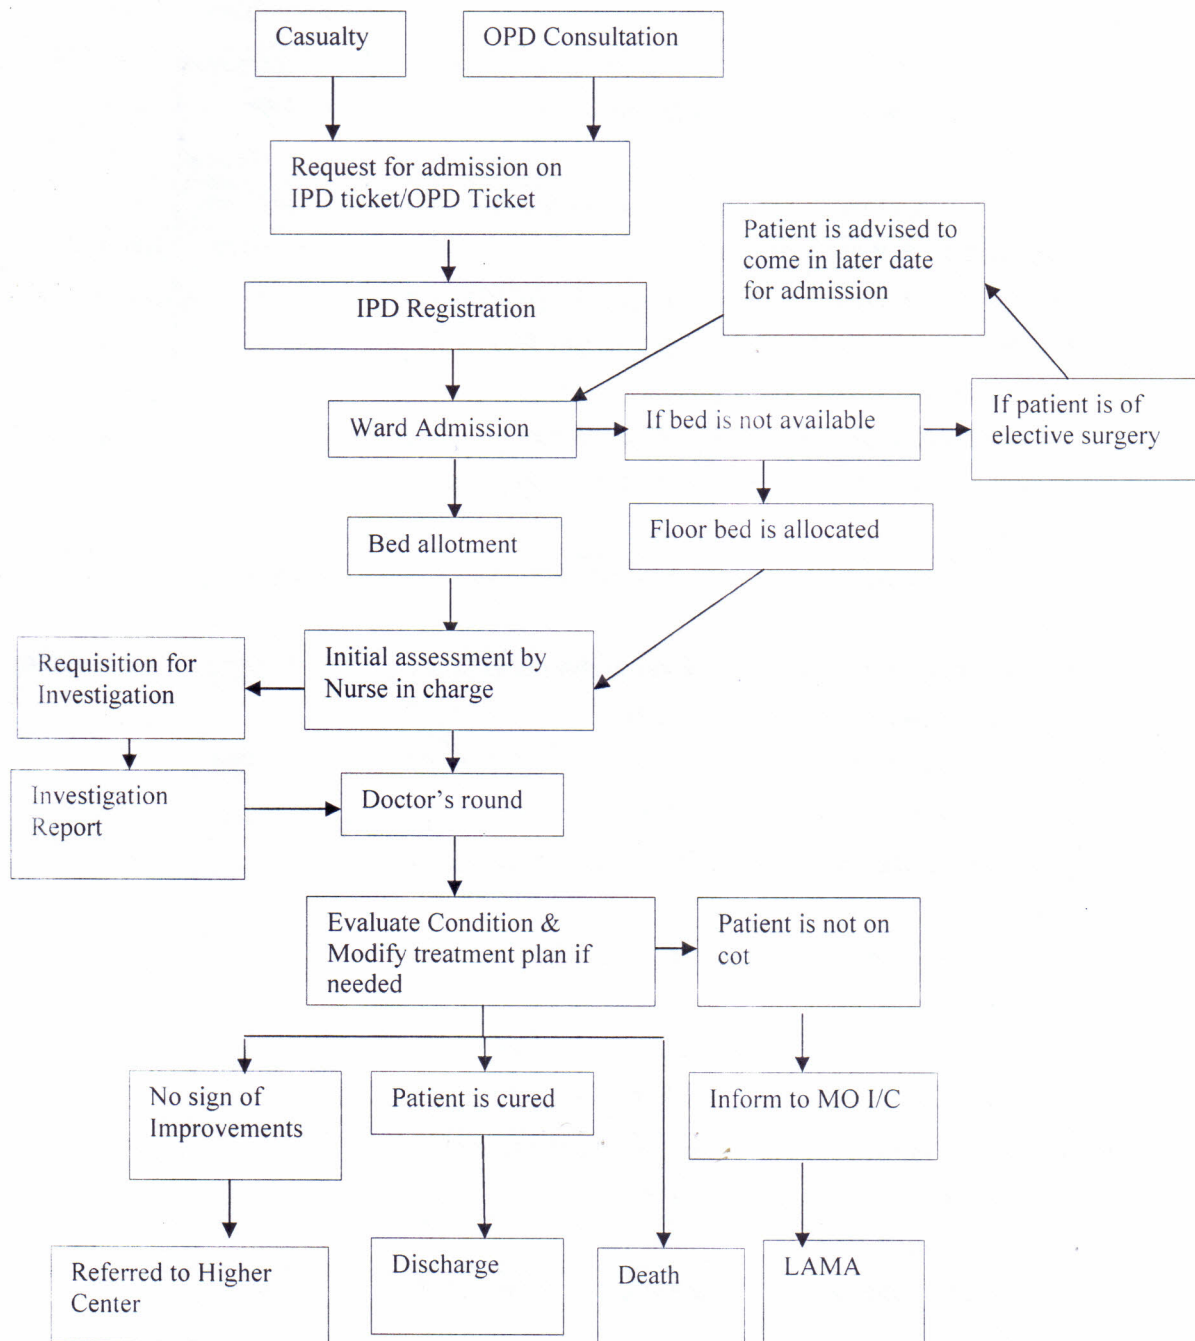 Casualty
OPD Consultation
Request for admission on
IPD ticket/OPD Ticket
Patient is advised to
come in later date
for admission
IPD Registration
Ward Admission
If bed is not available
If patient is of
elective surgery
Bed allotment
Floor bed is allocated
Requisition for
Investigation
Initial assessment by
Nurse in charge
Investigation
Report
Doctor’s round
Evaluate Condition &
Modify treatment plan if
needed
Patient is not on
cot
No sign of
Improvements
Patient is cured
Inform to MO I/C
Referred to Higher
Center
Discharge
Death
LAMA